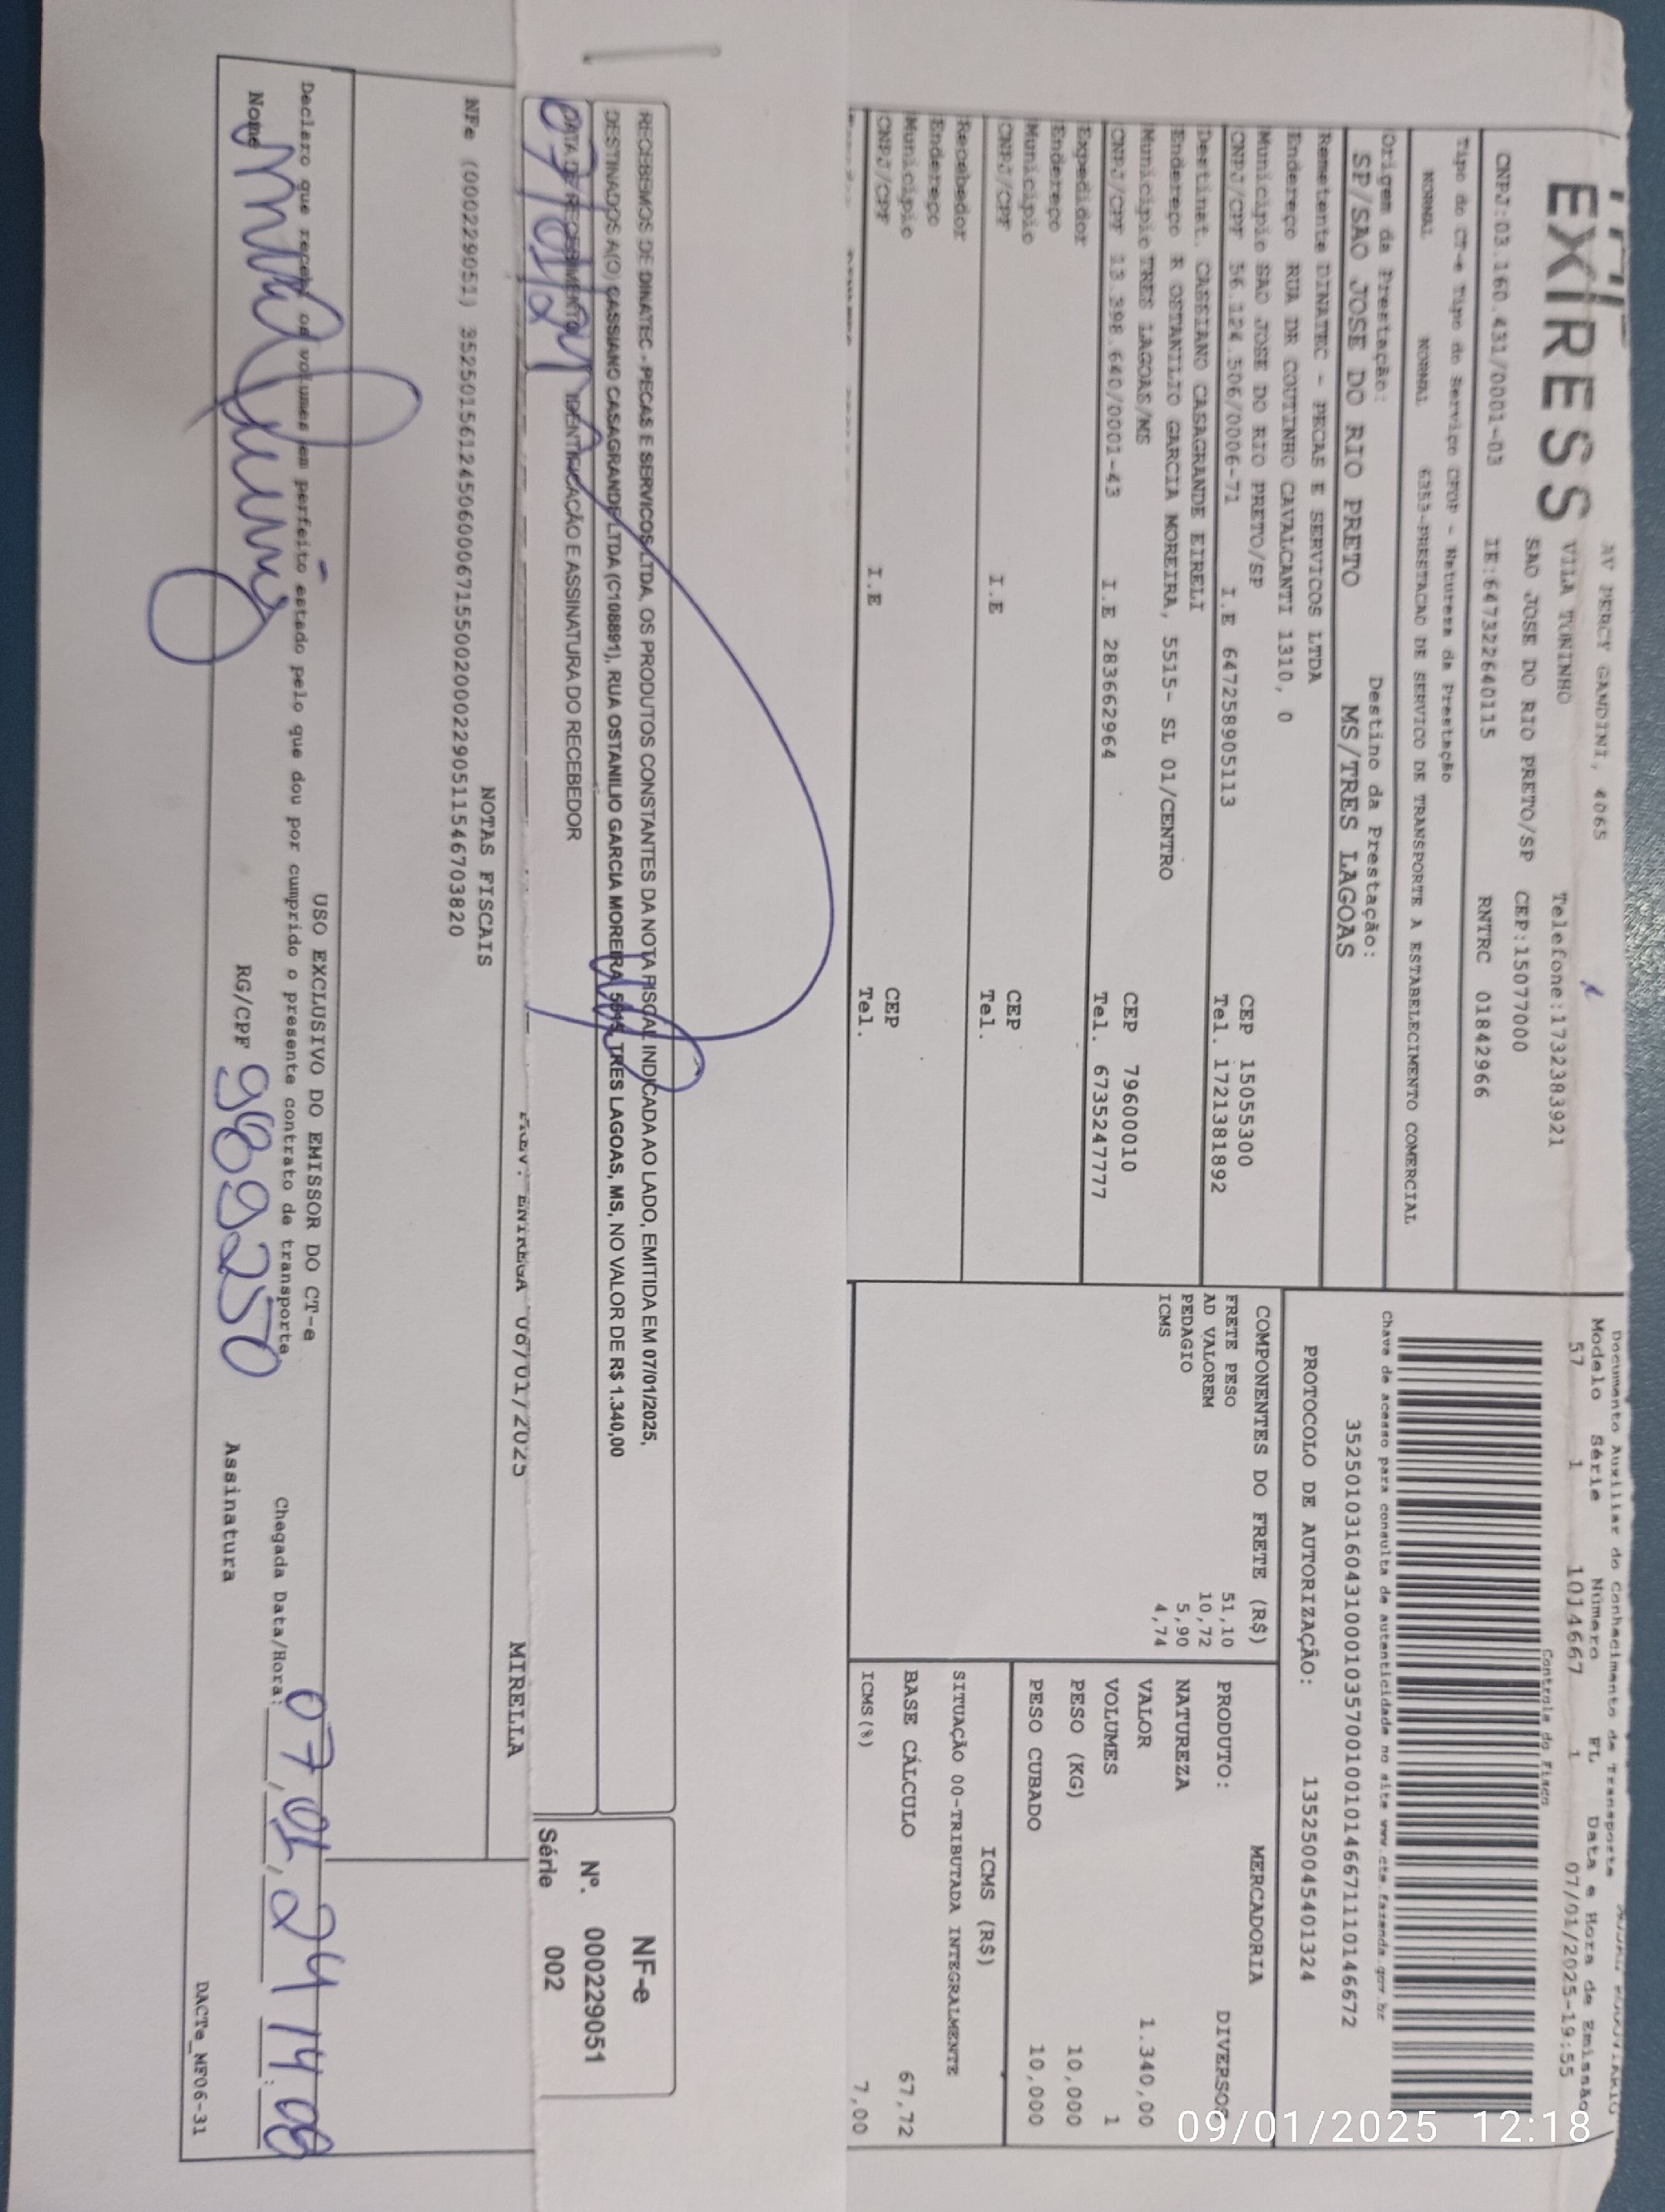 EXPRESS
AV PERCY GANDINI, 4065
VILA TONINHO Telefone:1732383921
SAO JOSE DO RIO PRETO/SP CEP:15077000
CNPJ:03.160.431/0001-03 IE:647322640115 RNTRC 01842966
Tipo do CT-e Tipo do Serviço CFOP - Natureza da Prestação
NORMAL NORMAL 6353-PRESTACAO DE SERVICO DE TRANSPORTE A ESTABELECIMENTO COMERCIAL
Origem da Prestação: Destino da Prestação:
SP/SAO JOSE DO RIO PRETO MS/TRES LAGOAS
Remetente DINATEC - PECAS E SERVICOS LTDA
Endereço RUA DR COUTINHO CAVALCANTI 1310, 0
Município SAO JOSE DO RIO PRETO/SP CEP 15055300
CNPJ/CPF 56.124.506/0006-71 I.E 647258905113 Tel. 1721381892
Destinat. CASSIANO CASAGRANDE EIRELI
Endereço R OSTANILIO GARCIA MOREIRA, 5515- SL 01/CENTRO
Município TRES LAGOAS/MS CEP 79600010
CNPJ/CPF 13.398.640/0001-43 I.E 283662964 Tel. 6735247777
Expedidor
Endereço
Município CEP
CNPJ/CPF I.E Tel.
Recebedor
Endereço
Município CEP
CNPJ/CPF I.E Tel.
Documento Auxiliar do Conhecimento de Transporte
Modelo Série Número FL Data e Hora de Emissão
57 1 1014667 1 07/01/2025-19:55
Controle do Fisco
Chave de acesso para consulta de autenticidade no site www.cte.fazenda.gov.br
35250103160431000103570010010146671110146672
PROTOCOLO DE AUTORIZAÇÃO: 135250045401324
COMPONENTES DO FRETE (R$)
FRETE PESO 51,10
AD VALOREM 10,72
PEDAGIO 5,90
ICMS 4,74
MERCADORIA
PRODUTO: DIVERSOS
NATUREZA
VALOR 1.340,00
VOLUMES 1
PESO (KG) 10,000
PESO CUBADO 10,000
ICMS (R$)
SITUAÇÃO 00-TRIBUTADA INTEGRALMENTE
BASE CÁLCULO 67,72
ICMS(%) 7,00
RECEBEMOS DE DINATEC - PECAS E SERVICOS LTDA, OS PRODUTOS CONSTANTES DA NOTA FISCAL INDICADA AO LADO, EMITIDA EM 07/01/2025,
DESTINADOS A(O) CASSIANO CASAGRANDE LTDA (C108891), RUA OSTANILIO GARCIA MOREIRA, 5515, TRES LAGOAS, MS, NO VALOR DE R$ 1.340,00
DATA DE RECEBIMENTO IDENTIFICAÇÃO E ASSINATURA DO RECEBEDOR
07/01/24
NF-e
Nº. 000229051
Série 002
ENTREGA 06/01/2025 MIRELLA
NOTAS FISCAIS
NFe (000229051) 35250156124506000671550020002290511546703820
USO EXCLUSIVO DO EMISSOR DO CT-e
Declaro que recebi os volumes em perfeito estado pelo que dou por cumprido o presente contrato de transporte
Chegada Data/Hora: 07/01/24 14:08
Nome RG/CPF 989250 Assinatura
DACTe_MF06-31
09/01/2025 12:18